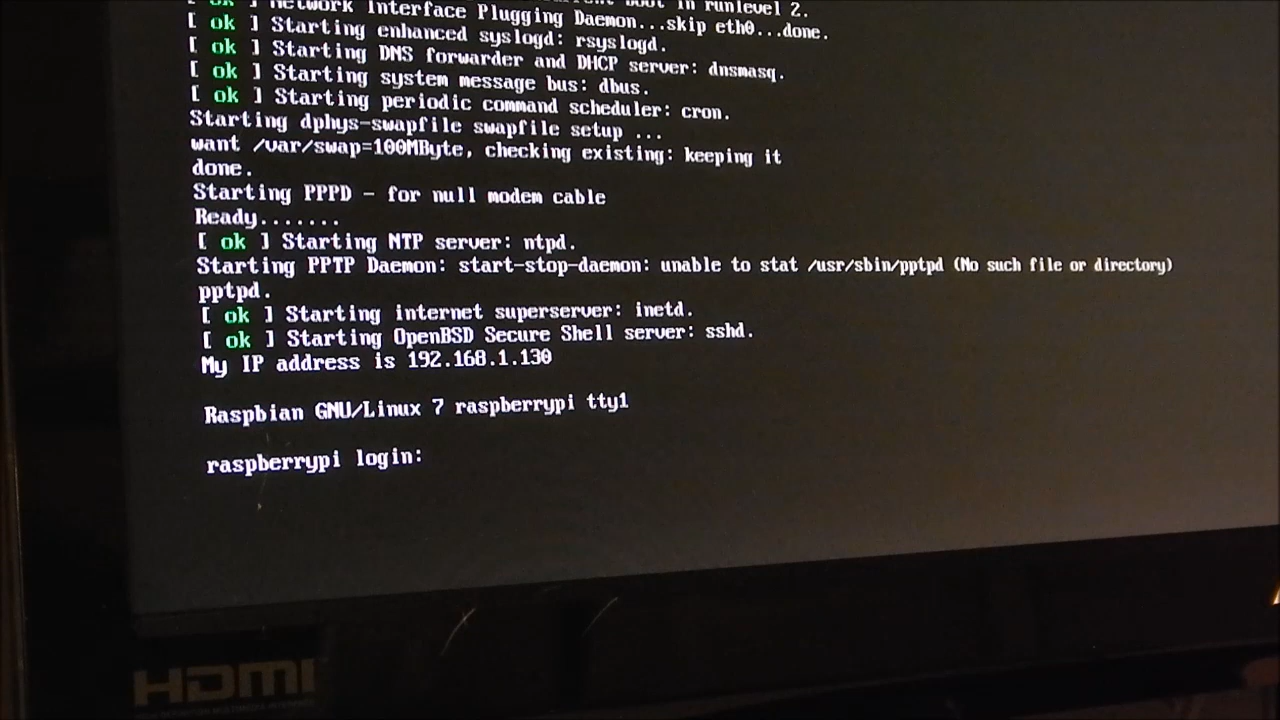 [ ok ] Network Interface Plugging Daemon...skip eth0...done.
[ ok ] Starting enhanced syslogd: rsyslogd.
[ ok ] Starting DNS forwarder and DHCP server: dnsmasq.
[ ok ] Starting system message bus: dbus.
[ ok ] Starting periodic command scheduler: cron.
Starting dphys-swapfile swapfile setup ...
want /var/swap=100MByte, checking existing: keeping it
done.
Starting PPPD - for null modem cable
Ready.......
[ ok ] Starting NTP server: ntpd.
Starting PPTP Daemon: start-stop-daemon: unable to stat /usr/sbin/pptpd (No such file or directory)
pptpd.
[ ok ] Starting internet superserver: inetd.
[ ok ] Starting OpenBSD Secure Shell server: sshd.
My IP address is 192.168.1.130
Raspbian GNU/Linux 7 raspberrypi tty1
raspberrypi login:
HDMI